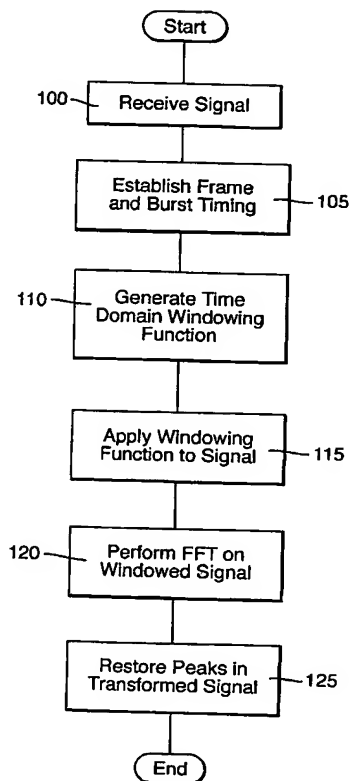 Start
100
Receive Signal
Establish Frame
and Burst Timing
105
110
Generate Time
Domain Windowing
Function
Apply Windowing
Function to Signal
115
120
Perform FFT on
Windowed Signal
Restore Peaks in
Transformed Signal
125
End